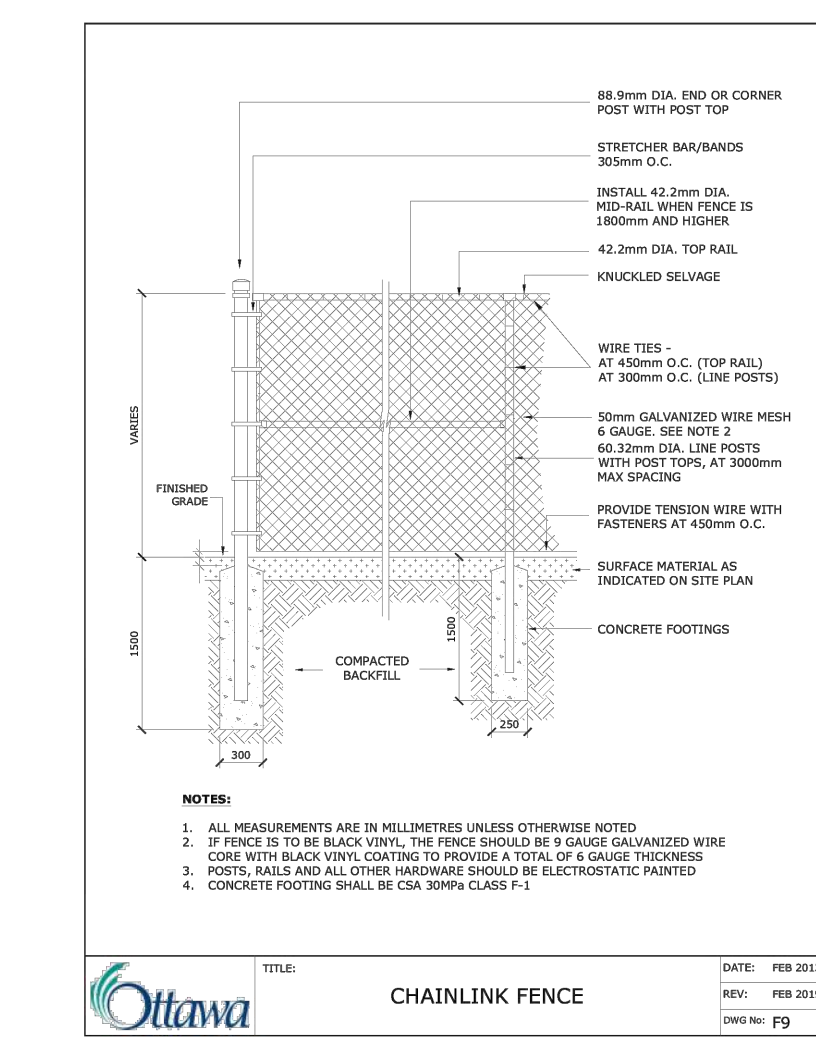 88.9mm DIA. END OR CORNER
POST WITH POST TOP
STRETCHER BAR/BANDS
305mm O.C.
INSTALL 42.2mm DIA.
MID-RAIL WHEN FENCE IS
1800mm AND HIGHER
42.2mm DIA. TOP RAIL
KNUCKLED SELVAGE
WIRE TIES -
AT 450mm O.C. (TOP RAIL)
AT 300mm O.C. (LINE POSTS)
VARIES
50mm GALVANIZED WIRE MESH
6 GAUGE. SEE NOTE 2
60.32mm DIA. LINE POSTS
WITH POST TOPS, AT 3000mm
MAX SPACING
FINISHED
GRADE
PROVIDE TENSION WIRE WITH
FASTENERS AT 450mm O.C.
SURFACE MATERIAL AS
INDICATED ON SITE PLAN
1500
1500
CONCRETE FOOTINGS
COMPACTED
BACKFILL
250
300
NOTES:
1. ALL MEASUREMENTS ARE IN MILLIMETRES UNLESS OTHERWISE NOTED
2. IF FENCE IS TO BE BLACK VINYL, THE FENCE SHOULD BE 9 GAUGE GALVANIZED WIRE
CORE WITH BLACK VINYL COATING TO PROVIDE A TOTAL OF 6 GAUGE THICKNESS
3. POSTS, RAILS AND ALL OTHER HARDWARE SHOULD BE ELECTROSTATIC PAINTED
4. CONCRETE FOOTING SHALL BE CSA 30MPa CLASS F-1
Ottawa
TITLE:
CHAINLINK FENCE
DATE: FEB
REV: FEB
DWG No: F9